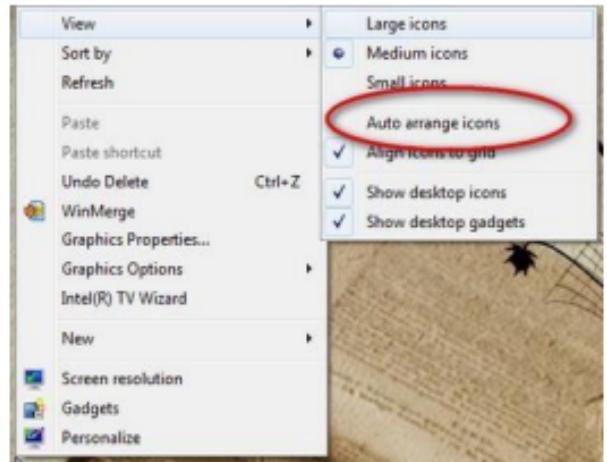 View
Sort by
Refresh
Paste
Paste shortcut
Undo Delete Ctrl+Z
WinMerge
Graphics Properties...
Graphics Options
Intel(R) TV Wizard
New
Screen resolution
Gadgets
Personalize
Large icons
Medium icons
Small icons
Auto arrange icons
Align icons to grid
Show desktop icons
Show desktop gadgets